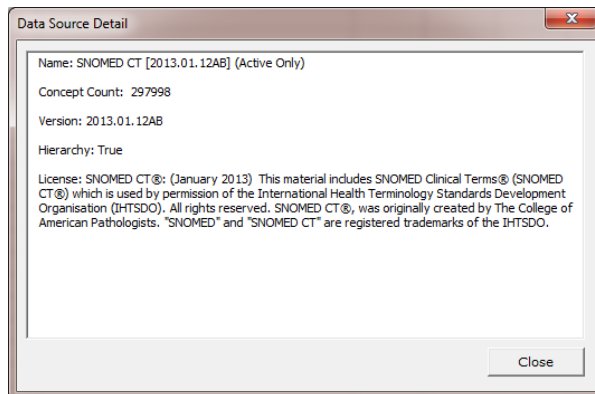 Data Source Detail
Name: SNOMED CT [2013.01.12AB] (Active Only)
Concept Count:  297998
Version: 2013.01.12AB
Hierarchy: True
License: SNOMED CT®: (January 2013)  This material includes SNOMED Clinical Terms® (SNOMED
CT®) which is used by permission of the International Health Terminology Standards Development
Organisation (IHTSDO). All rights reserved. SNOMED CT®, was originally created by The College of
American Pathologists. "SNOMED" and "SNOMED CT" are registered trademarks of the IHTSDO.
Close